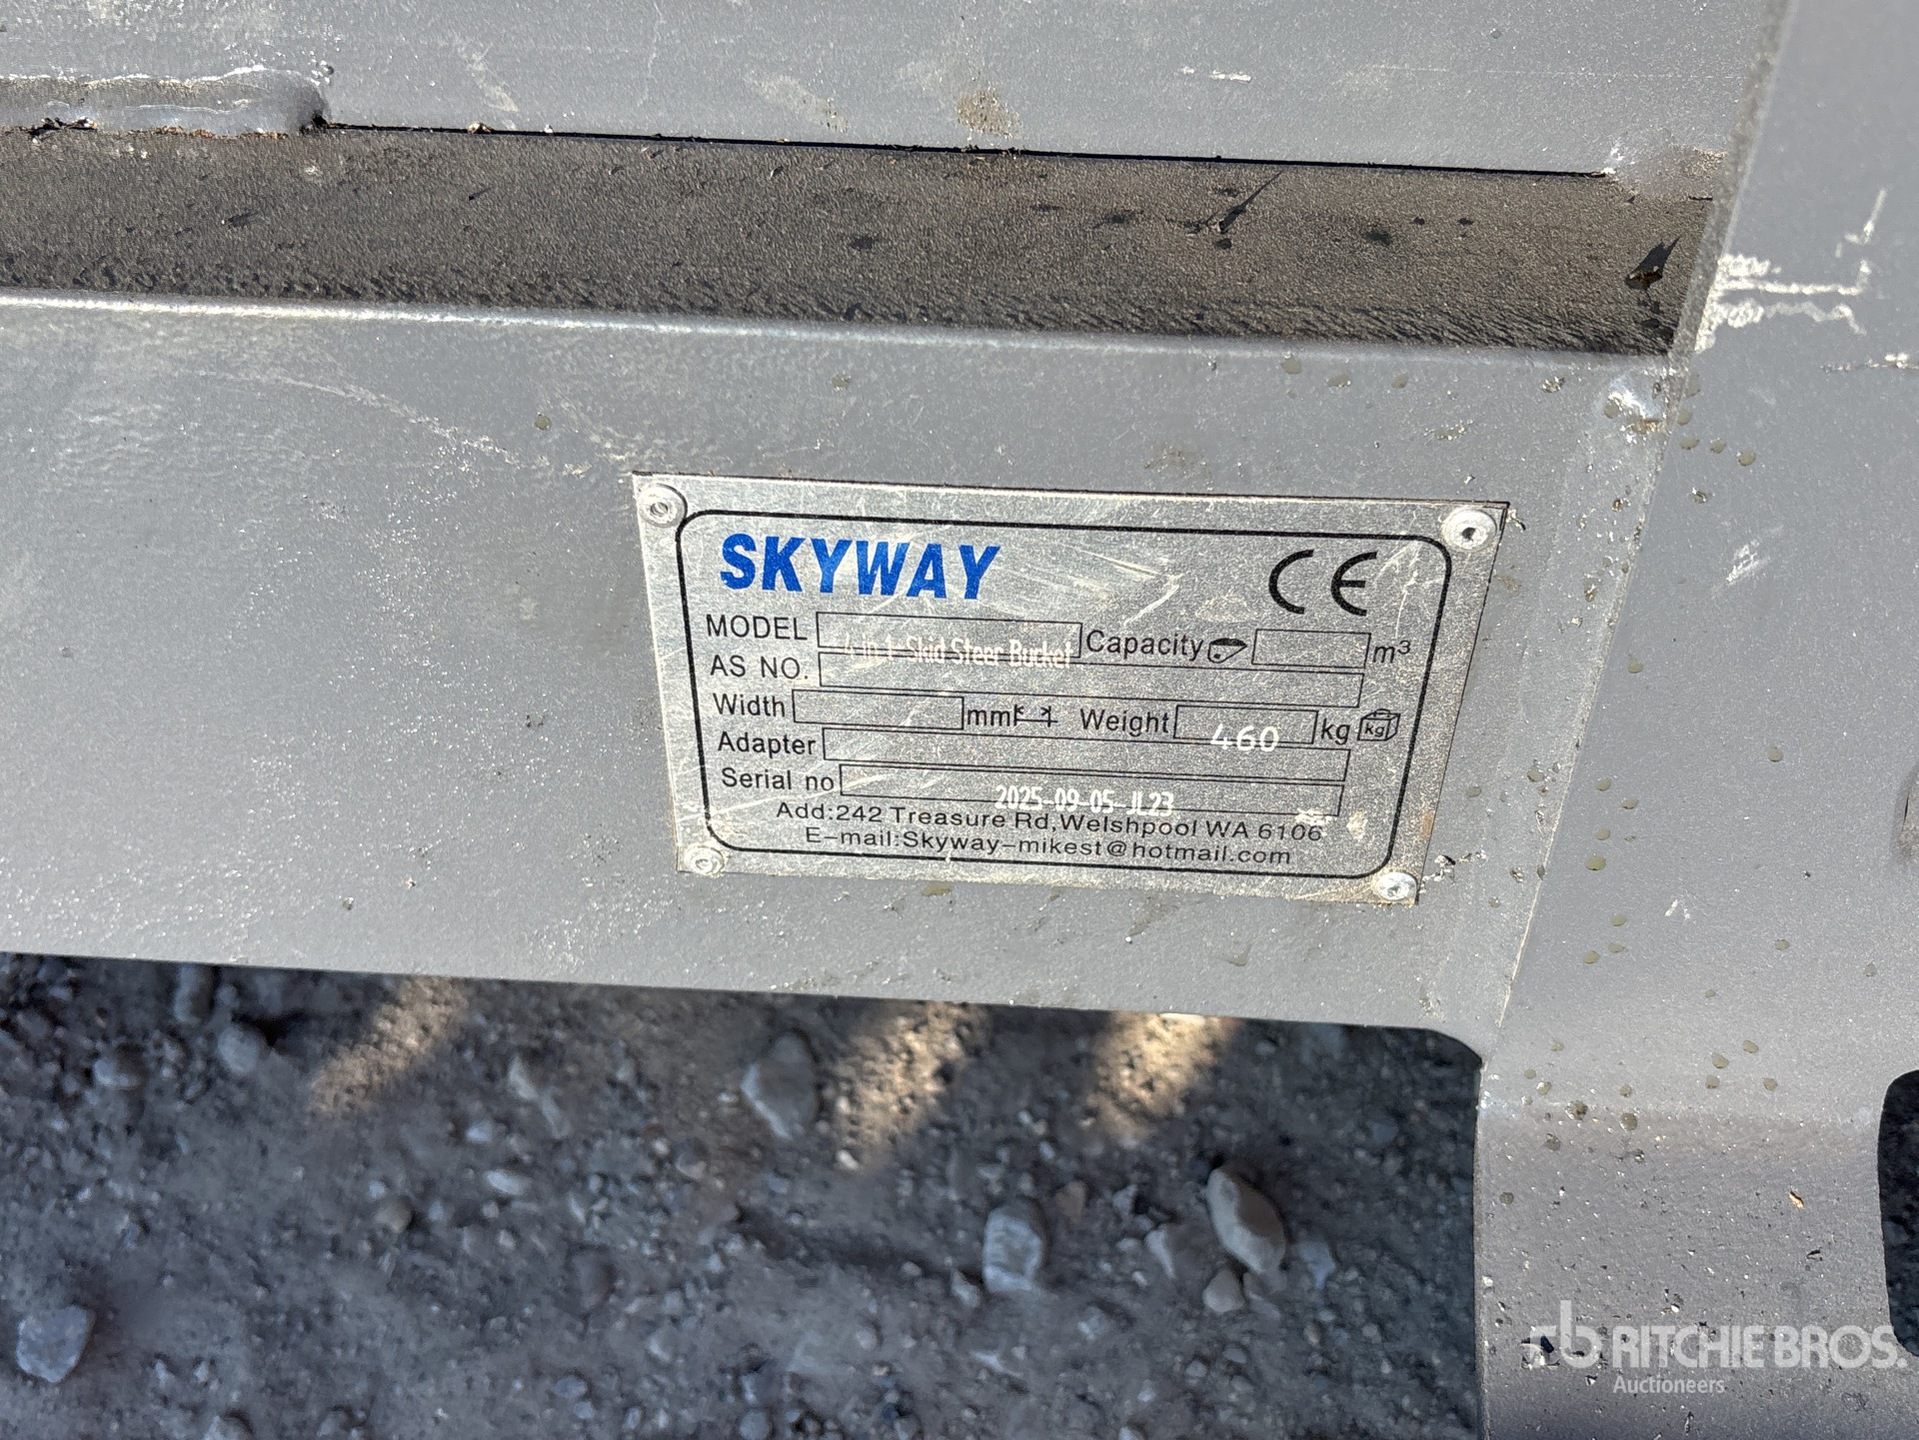 SKYWAY CE
MODEL 4 in 1 Skid Steer Bucket Capacity m³
AS NO.
Width mm Weight 460 kg kg
Adapter
Serial no 2025-09-05-JL23
Add:242 Treasure Rd,Welshpool WA 6106
E-mail:Skyway-mikest@hotmail.com
rb RITCHIE BROS.
Auctioneers